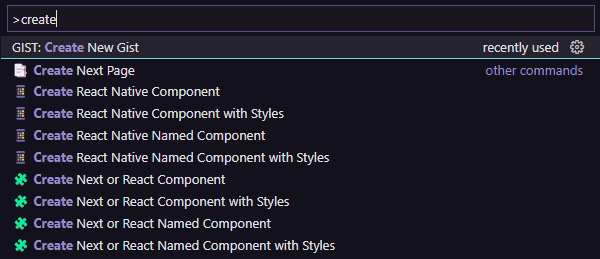 >create
GIST: Create New Gist recently used
Create Next Page other commands
Create React Native Component
Create React Native Component with Styles
Create React Native Named Component
Create React Native Named Component with Styles
Create Next or React Component
Create Next or React Component with Styles
Create Next or React Named Component
Create Next or React Named Component with Styles